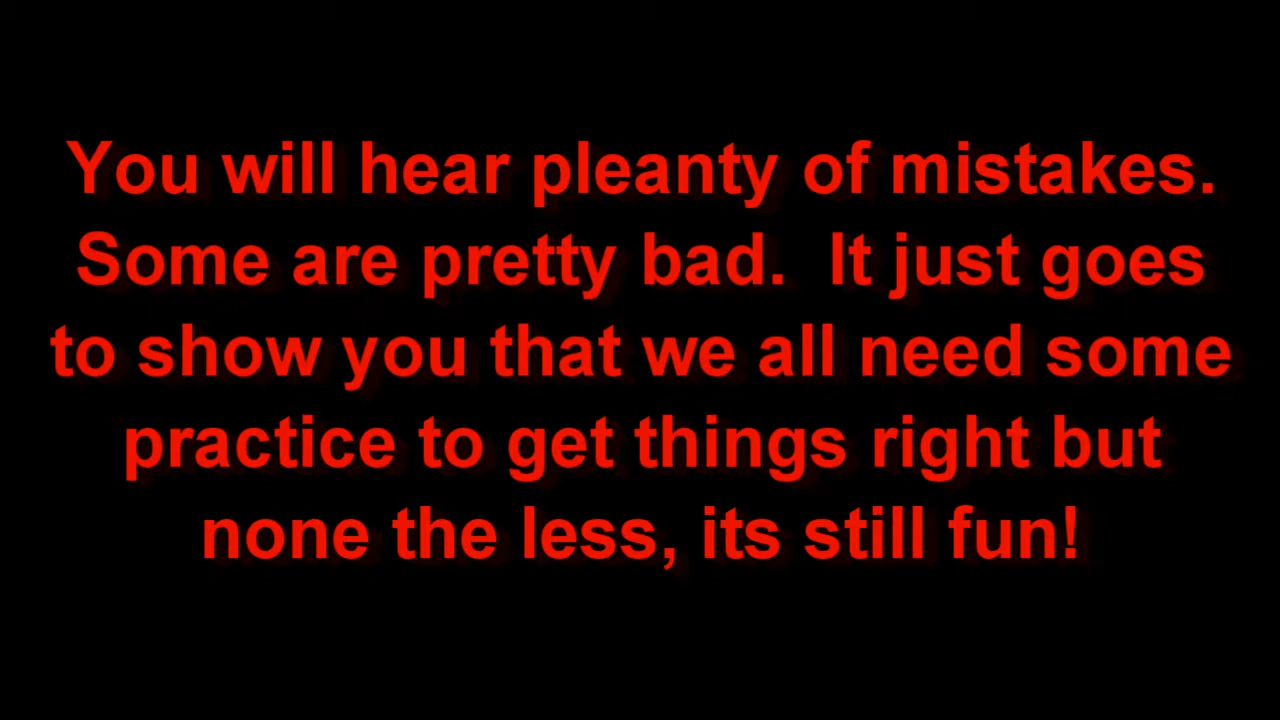 You will hear pleanty of mistakes.
Some are pretty bad.  It just goes
to show you that we all need some
practice to get things right but
none the less, its still fun!